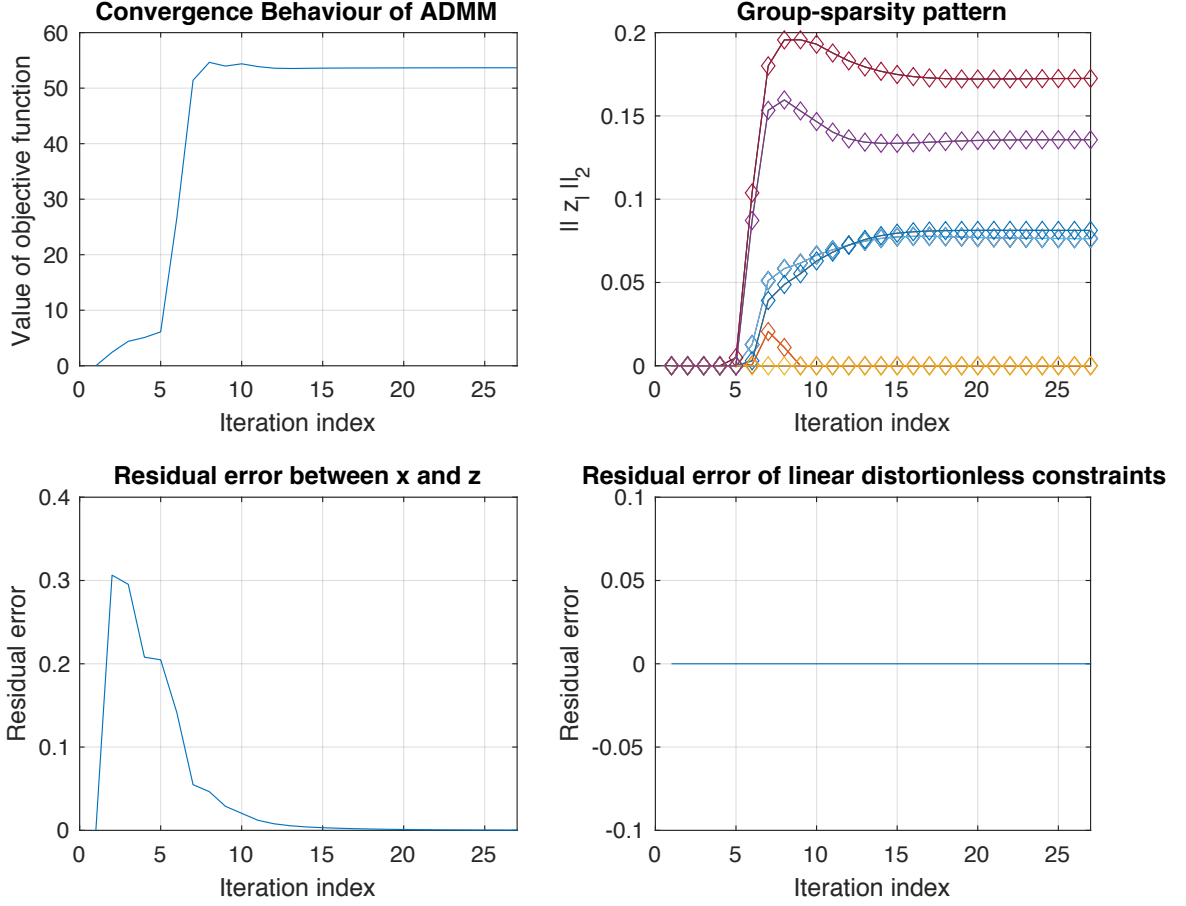 Convergence Behaviour of ADMM
Value of objective function
60
50
40
30
20
10
0
0 5 10 15 20 25
Iteration index
Group-sparsity pattern
|| z_l ||_2
0.2
0.15
0.1
0.05
0
0 5 10 15 20 25
Iteration index
Residual error between x and z
Residual error
0.4
0.3
0.2
0.1
0
0 5 10 15 20 25
Iteration index
Residual error of linear distortionless constraints
Residual error
0.1
0.05
0
-0.05
-0.1
0 5 10 15 20 25
Iteration index